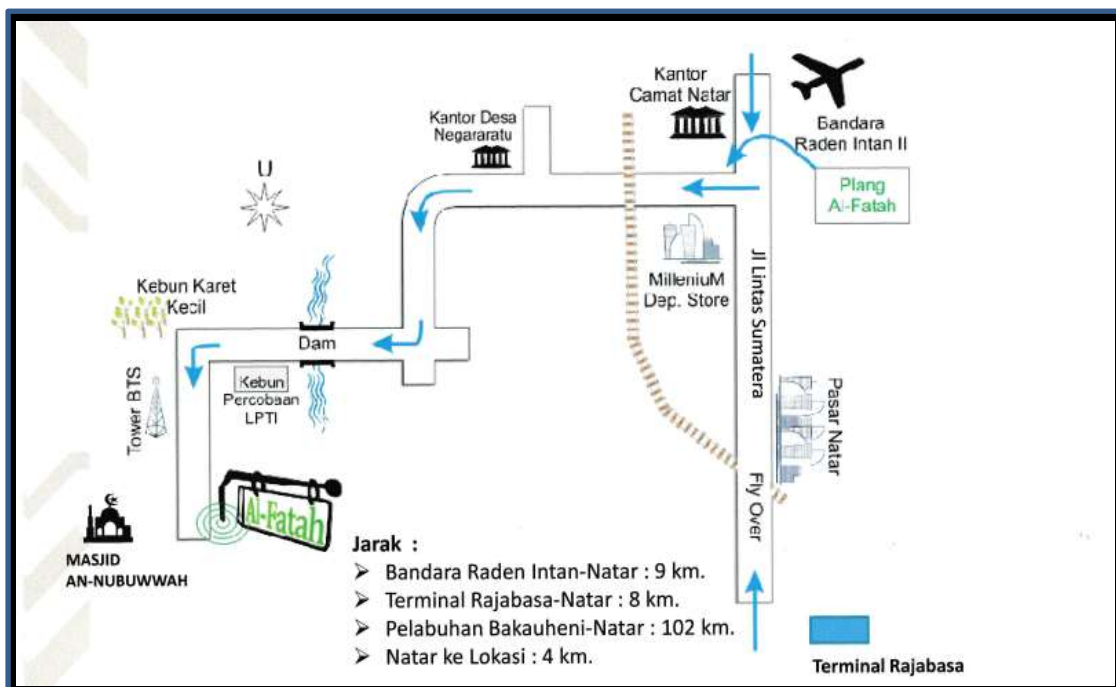 Kantor
Camat Natar
Bandara
Raden Intan II
Kantor Desa
Negararatu
Plang
Al-Fatah
U
MilleniuM
Dep. Store
Jl Lintas Sumatera
Kebun Karet
Kecil
Dam
Kebun
Percobaan
LPTI
Tower BTS
Pasar Natar
Fly Over
Al-Fatah
MASJID
AN-NUBUWWAH
Jarak :
➢ Bandara Raden Intan-Natar : 9 km.
➢ Terminal Rajabasa-Natar : 8 km.
➢ Pelabuhan Bakauheni-Natar : 102 km.
➢ Natar ke Lokasi : 4 km.
Terminal Rajabasa